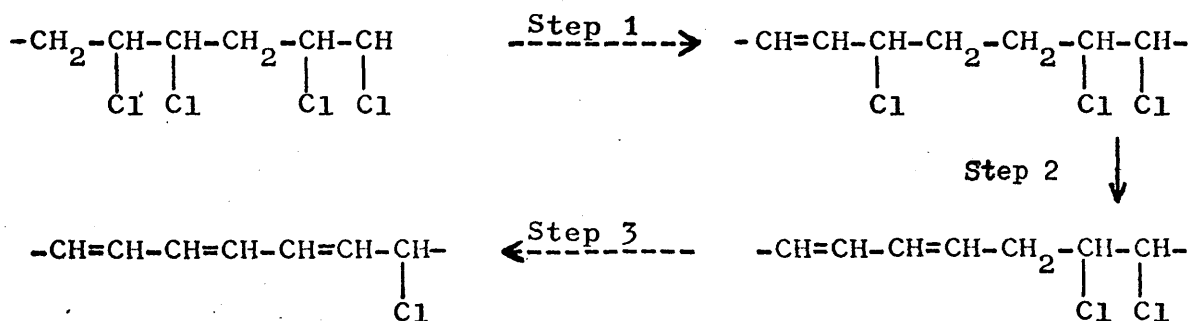 -CH2-CH-CH-CH2-CH-CH Step 1 -CH=CH-CH-CH2-CH2-CH-CH-
Cl Cl Cl Cl Cl Cl Cl
Step 2
-CH=CH-CH=CH-CH=CH-CH- Step 3 -CH=CH-CH=CH-CH2-CH-CH-
Cl Cl Cl